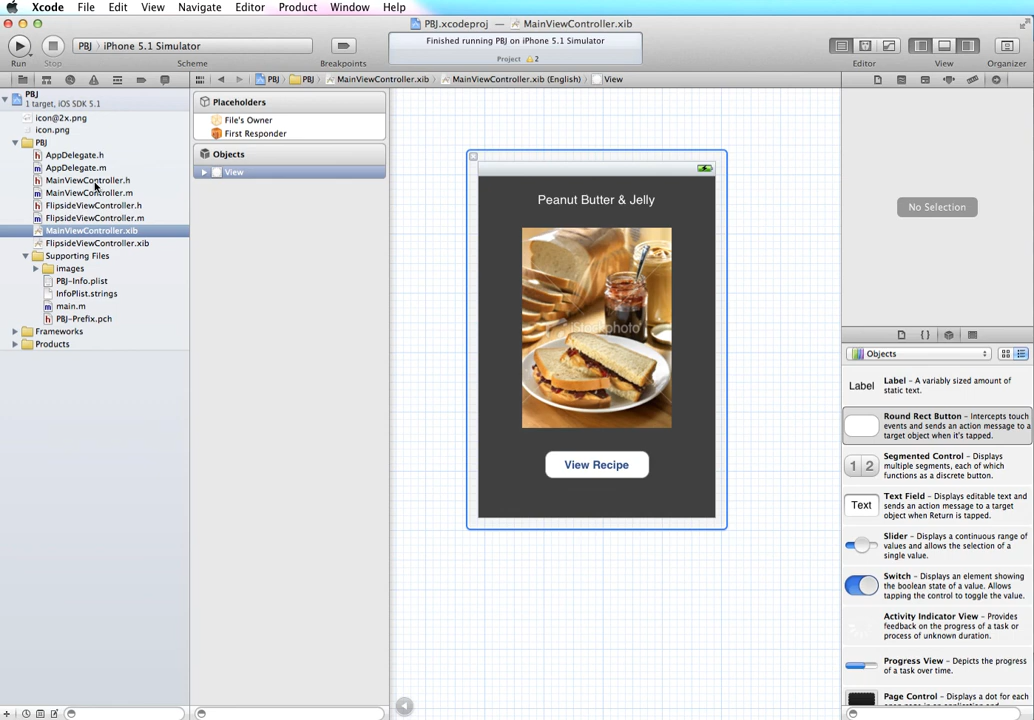 Xcode File Edit View Navigate Editor Product Window Help
PBJ.xcodeproj — MainViewController.xib
Run Stop
PBJ iPhone 5.1 Simulator
Scheme
Breakpoints
Finished running PBJ on iPhone 5.1 Simulator
Project 2
Editor View Organizer
PBJ PBJ MainViewController.xib MainViewController.xib (English) View
PBJ
1 target, iOS SDK 5.1
icon@2x.png
icon.png
PBJ
AppDelegate.h
AppDelegate.m
MainViewController.h
MainViewController.m
FlipsideViewController.h
FlipsideViewController.m
MainViewController.xib
FlipsideViewController.xib
Supporting Files
images
PBJ-Info.plist
InfoPlist.strings
main.m
PBJ-Prefix.pch
Frameworks
Products
Placeholders
File's Owner
First Responder
Objects
View
Peanut Butter & Jelly
iStockphoto
View Recipe
No Selection
Objects
Label
Label – A variably sized amount of
static text.
Round Rect Button – Intercepts touch
events and sends an action message to a
target object when it's tapped.
1 2
Segmented Control – Displays
multiple segments, each of which
functions as a discrete button.
Text
Text Field – Displays editable text and
sends an action message to a target
object when Return is tapped.
Slider – Displays a continuous range of
values and allows the selection of a
single value.
Switch – Displays an element showing
the boolean state of a value. Allows
tapping the control to toggle the value.
Activity Indicator View – Provides
feedback on the progress of a task or
process of unknown duration.
Progress View – Depicts the progress
of a task over time.
Page Control – Displays a dot for each